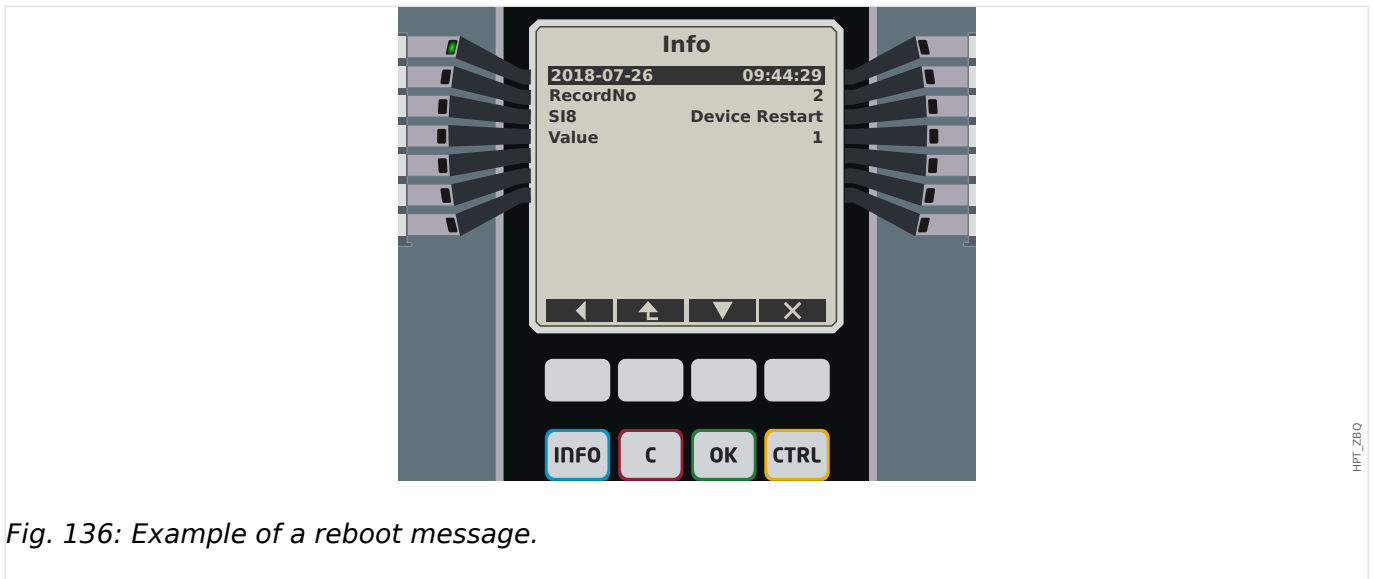 Info
2018-07-26 09:44:29
RecordNo 2
SI8 Device Restart
Value 1
INFO C OK CTRL
HPT_ZBQ
Fig. 136: Example of a reboot message.